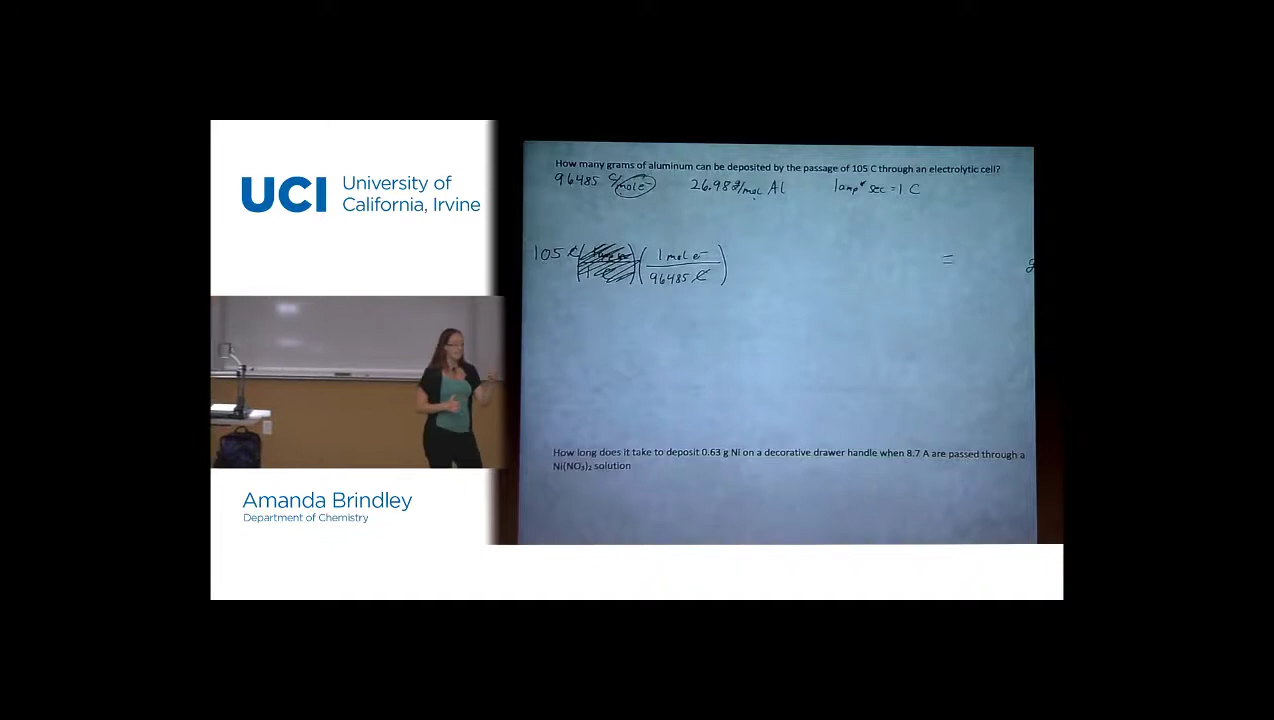 UCI University of
California, Irvine
Amanda Brindley
Department of Chemistry
How many grams of aluminum can be deposited by the passage of 105 C through an electrolytic cell?
96485 C/mole⁻ 26.98 g/mol Al 1amp * sec = 1 C
105 C ( 1 mol e⁻ ) =
96485 C
How long does it take to deposit 0.63 g Ni on a decorative drawer handle when 8.7 A are passed through a
Ni(NO₃)₂ solution